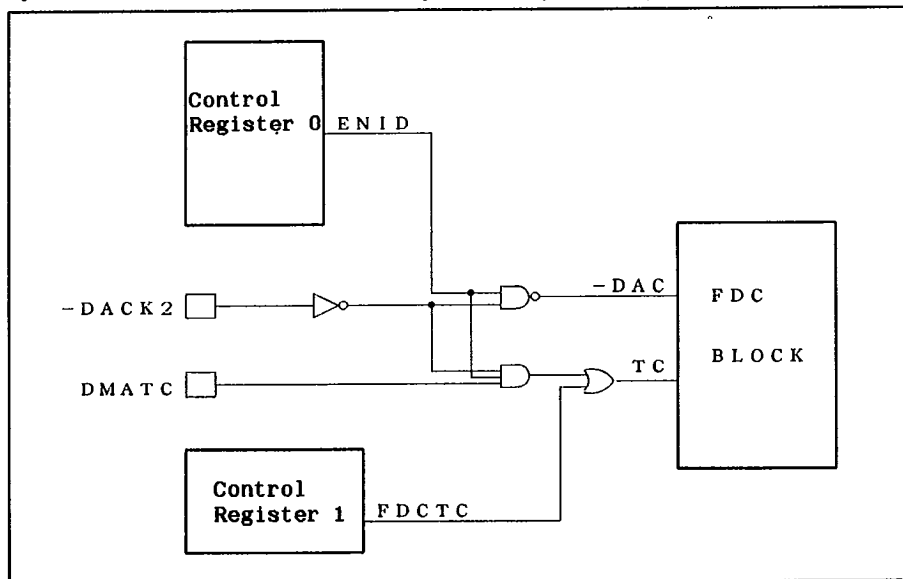 Control
Register 0
ENID
-DACK2
-DAC
FDC
BLOCK
DMATC
TC
Control
Register 1
FDCTC